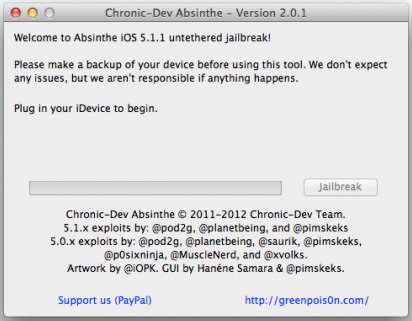 Chronic-Dev Absinthe - Version 2.0.1
Welcome to Absinthe iOS 5.1.1 untethered jailbreak!
Please make a backup of your device before using this tool. We don't expect
any issues, but we aren't responsible if anything happens.
Plug in your iDevice to begin.
Jailbreak
Chronic-Dev Absinthe © 2011-2012 Chronic-Dev Team.
5.1.x exploits by: @pod2g, @planetbeing, and @pimskeks
5.0.x exploits by: @pod2g, @planetbeing, @saurik, @pimskeks,
@p0sixninja, @MuscleNerd, and @xvolks.
Artwork by @iOPK. GUI by Hanéne Samara & @pimskeks.
Support us (PayPal)
http://greenpois0n.com/